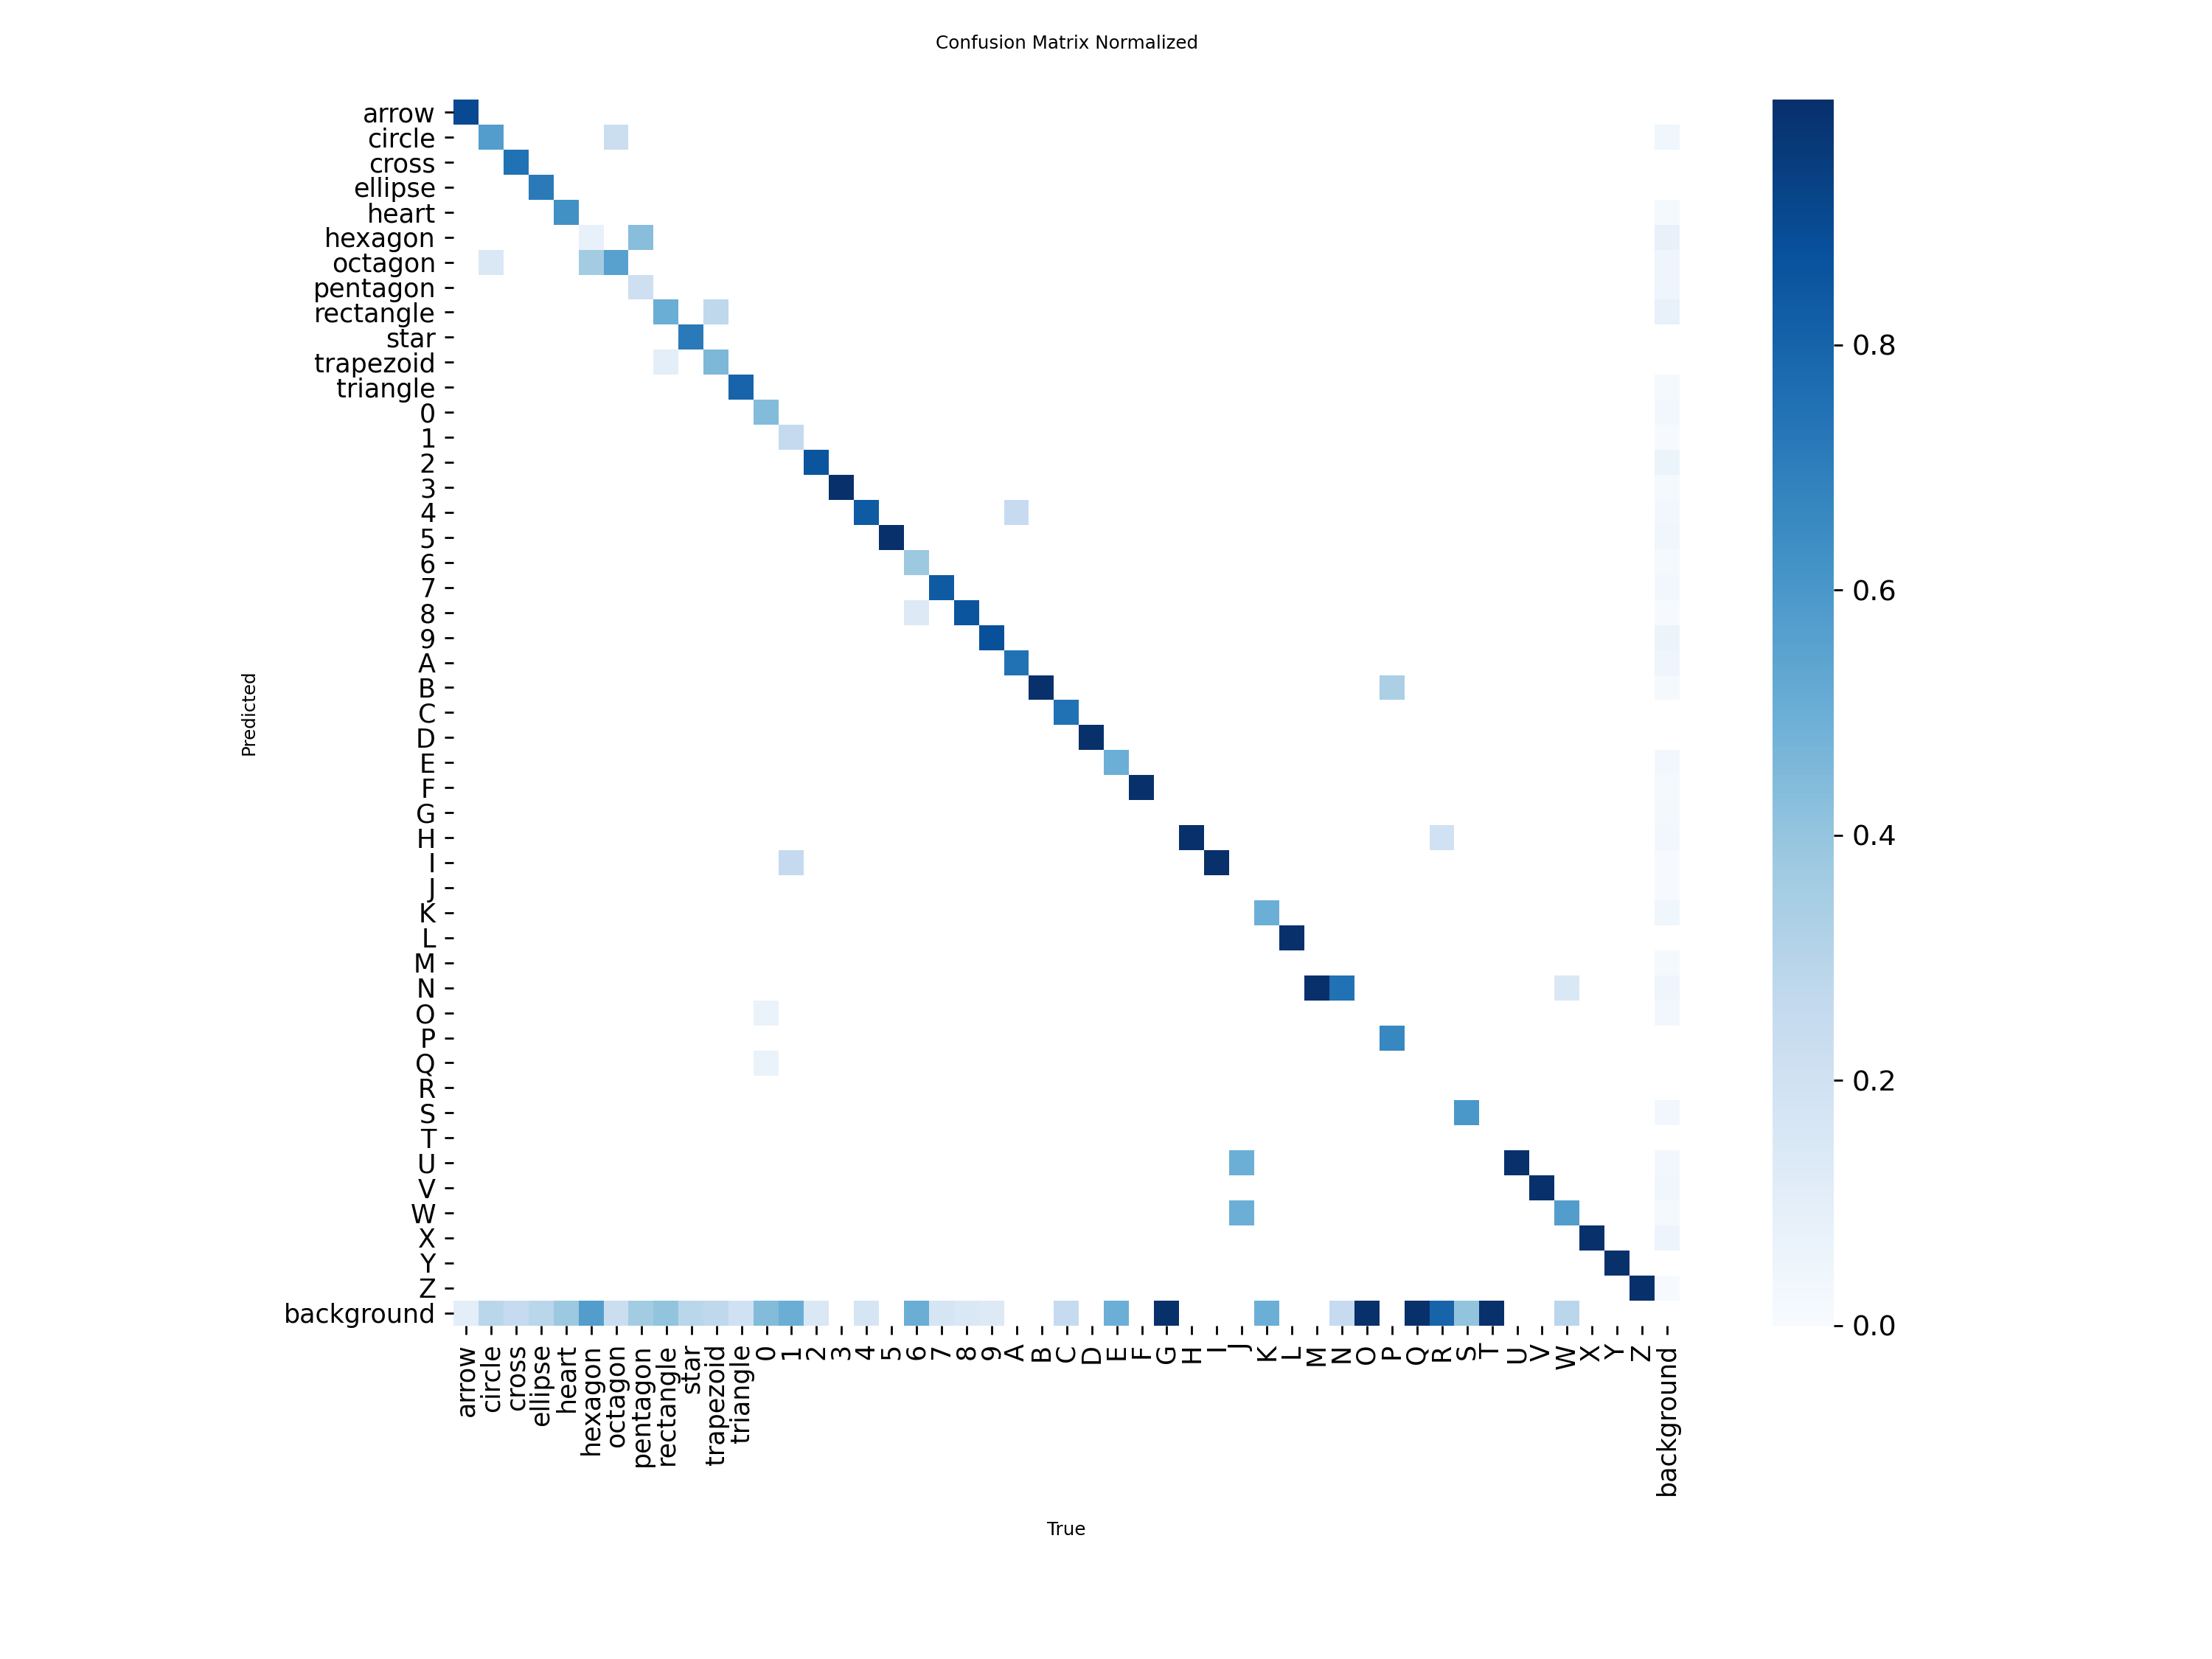 Confusion Matrix Normalized
arrow
circle
cross
ellipse
heart
hexagon
octagon
pentagon
rectangle
star
trapezoid
triangle
0
1
2
3
4
5
6
7
8
9
A
B
C
D
E
F
G
H
I
J
K
L
M
N
O
P
Q
R
S
T
U
V
W
X
Y
Z
background
Predicted
arrow
circle
cross
ellipse
heart
hexagon
octagon
pentagon
rectangle
star
trapezoid
triangle
0
1
2
3
4
5
6
7
8
9
A
B
C
D
E
F
G
H
I
J
K
L
M
N
O
P
Q
R
S
T
U
V
W
X
Y
Z
background
True
0.8
0.6
0.4
0.2
0.0